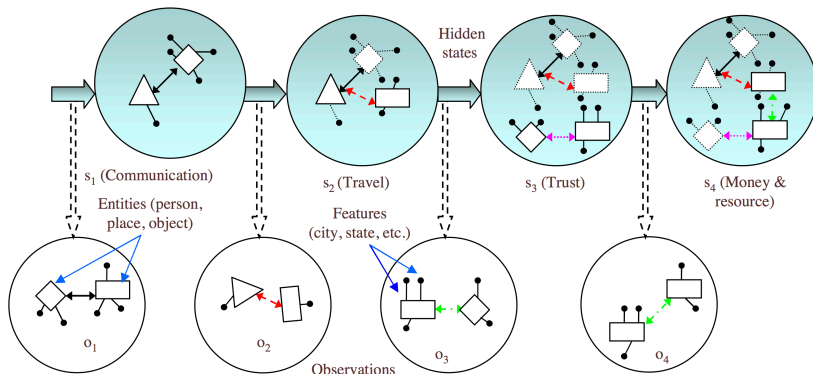 Hidden
states
s1 (Communication)
s2 (Travel)
s3 (Trust)
s4 (Money &
resource)
Entities (person,
place, object)
Features
(city, state, etc.)
o1
o2
o3
o4
Observations